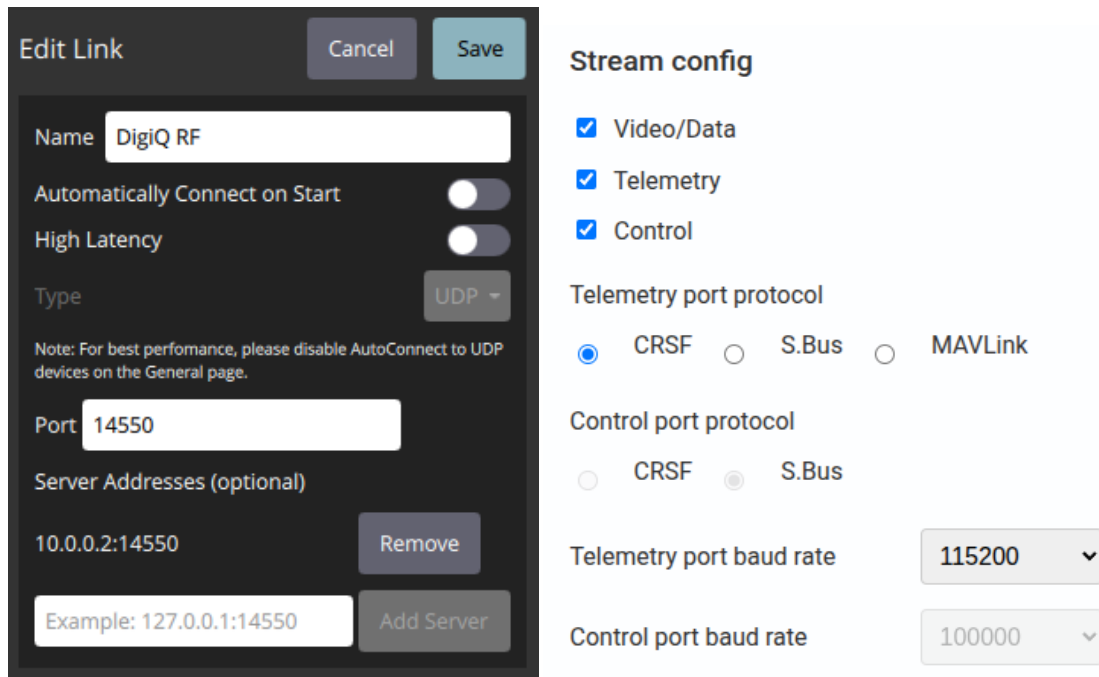 Edit Link
Cancel
Save
Name
DigiQ RF
Automatically Connect on Start
High Latency
Type
UDP
Note: For best perfomance, please disable AutoConnect to UDP
devices on the General page.
Port
14550
Server Addresses (optional)
10.0.0.2:14550
Remove
Example: 127.0.0.1:14550
Add Server
Stream config
Video/Data
Telemetry
Control
Telemetry port protocol
CRSF
S.Bus
MAVLink
Control port protocol
CRSF
S.Bus
Telemetry port baud rate
115200
Control port baud rate
100000